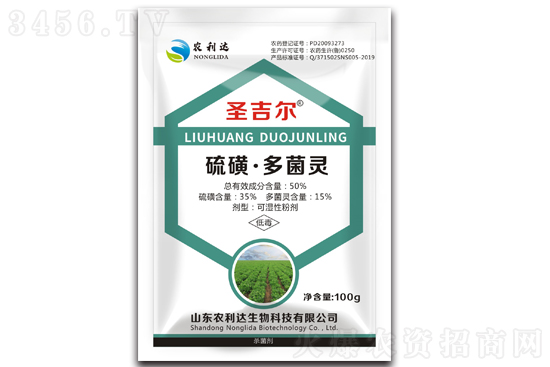 3456.TV
农利达
NONGLIDA
农药登记证号：PD20093273
生产许可证号：农药生许(鲁)0250
产品标准证号：Q/371502SNS005-2019
圣吉尔®
LIUHUANG DUOJUNLING
硫磺·多菌灵
总有效成分含量：50%
硫磺含量：35% 多菌灵含量：15%
剂型：可湿性粉剂
低毒
净含量:100g
山东农利达生物科技有限公司
Shandong Nonglida Biotechnology Co. , Ltd.
杀菌剂
火爆农资招商网